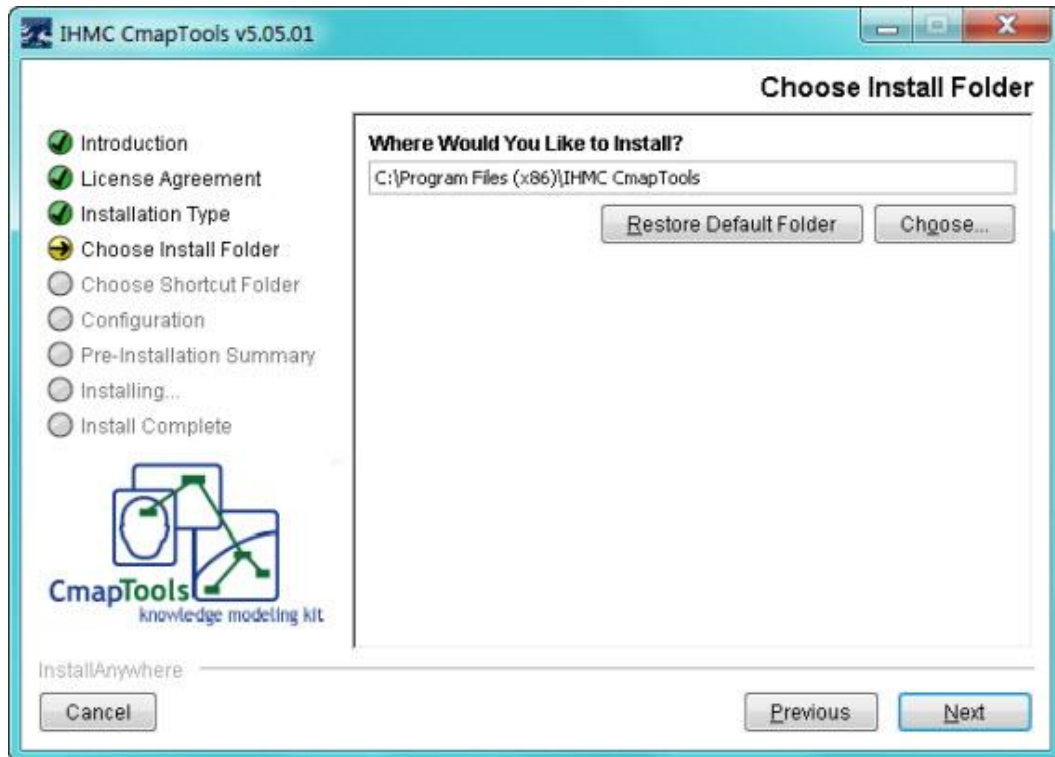 IHMC CmapTools v5.05.01
Choose Install Folder
Introduction
License Agreement
Installation Type
Choose Install Folder
Choose Shortcut Folder
Configuration
Pre-Installation Summary
Installing...
Install Complete
Where Would You Like to Install?
C:\Program Files (x86)\IHMC CmapTools
Restore Default Folder Choose...
CmapTools
knowledge modeling kit
InstallAnywhere
Cancel Previous Next